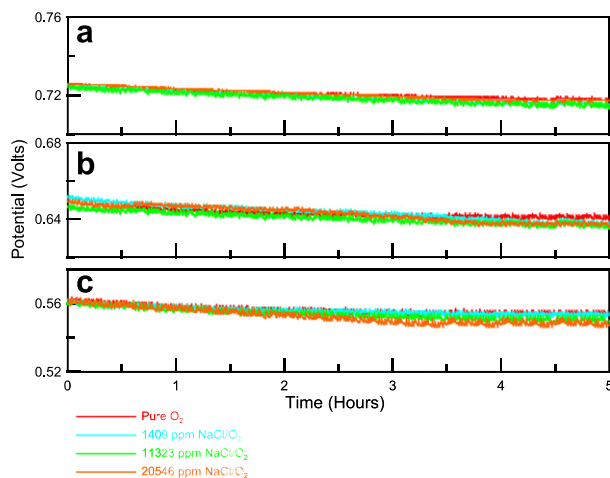 0.76
a
0.72
0.68
b
0.64
Potential (Volts)
c
0.56
0.52
0 1 2 3 4 5
Time (Hours)
Pure O₂
1409 ppm NaCl/O₂
11323 ppm NaCl/O₂
20546 ppm NaCl/O₂